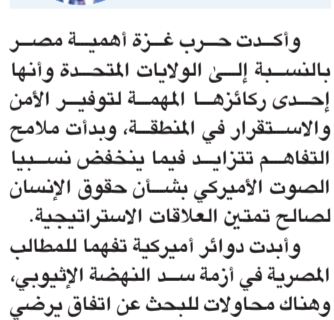 وأكدت حرب غزة أهمية مصر
بالنسبة إلى الولايات المتحدة وأنها
إحدى ركائزها المهمة لتوفير الأمن
والاستقرار في المنطقة، وبدأت ملامح
التفاهم تتزايد فيما ينخفض نسبيا
الصوت الأميركي بشأن حقوق الإنسان
لصالح تمتين العلاقات الاستراتيجية.
وأبدت دوائر أميركية تفهما للمطالب
المصرية في أزمة سد النهضة الإثيوبي،
وهناك محاولات للبحث عن اتفاق يرضي